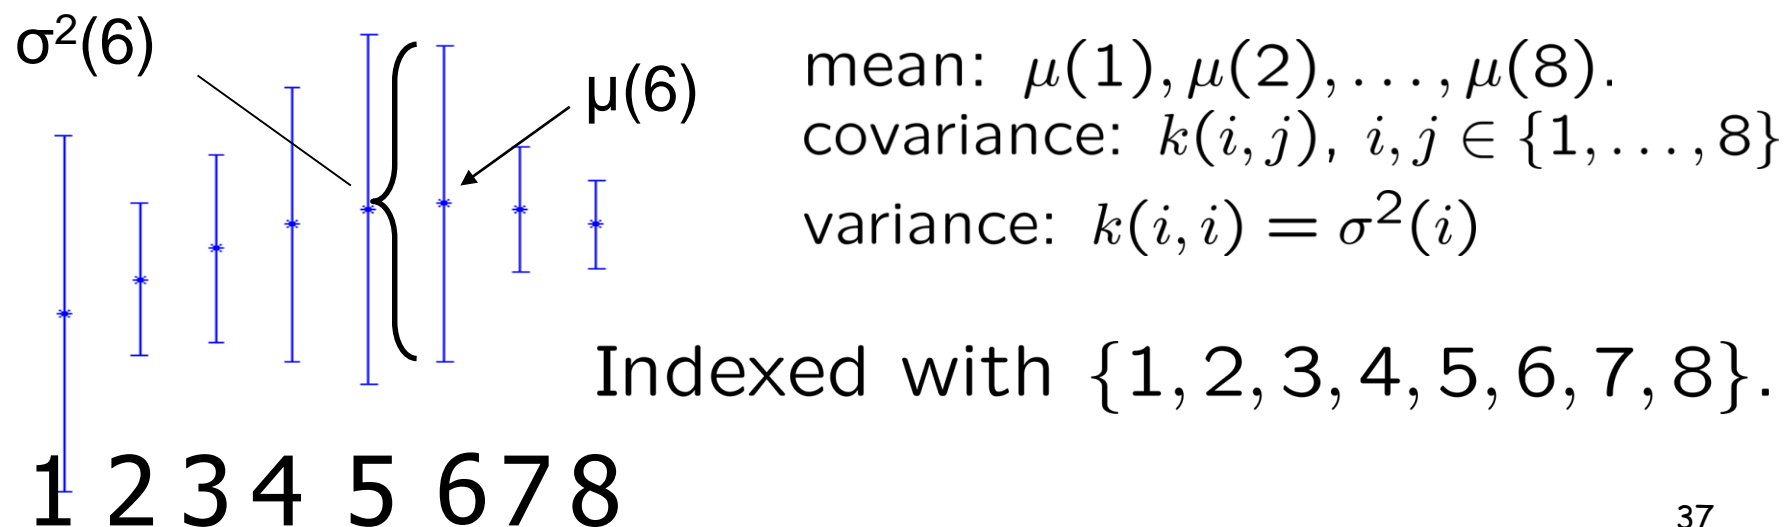 σ²(6)
μ(6)
mean: μ(1), μ(2), . . . , μ(8).
covariance: k(i, j), i, j ∈ {1, . . . , 8}
variance: k(i, i) = σ²(i)
Indexed with {1, 2, 3, 4, 5, 6, 7, 8}.
1 2 3 4 5 6 7 8
37